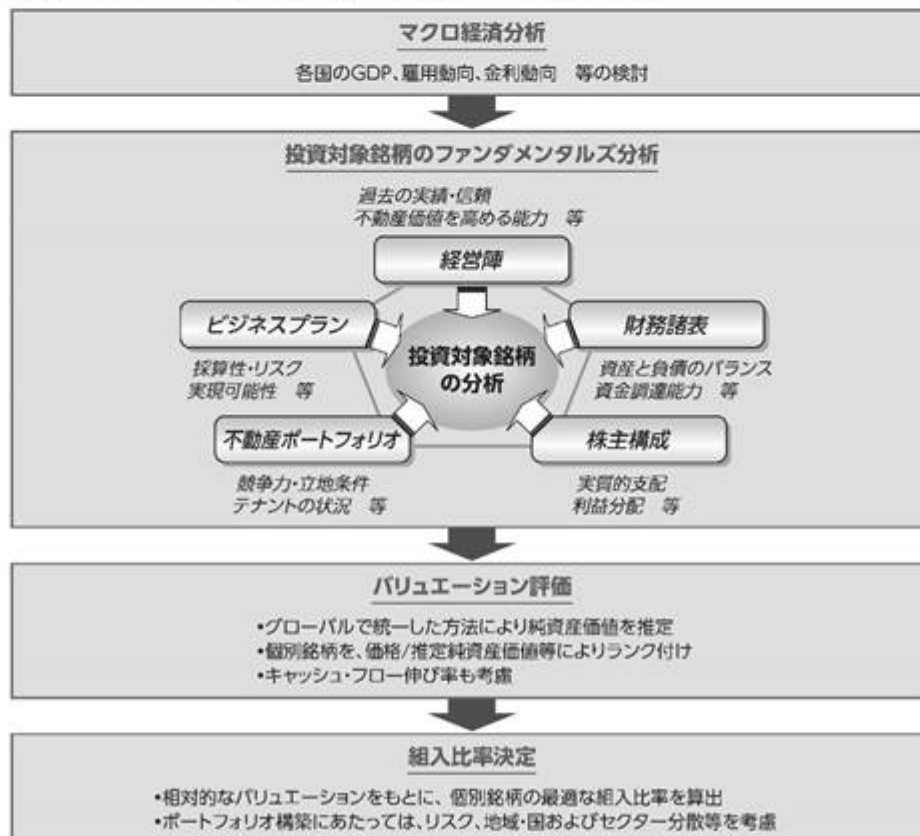 マクロ経済分析
各国のGDP、雇用動向、金利動向　等の検討
投資対象銘柄のファンダメンタルズ分析
過去の実績・信頼
不動産価値を高める能力　等
経営陣
ビジネスプラン
採算性・リスク
実現可能性　等
財務諸表
資産と負債のバランス
資金調達能力　等
投資対象銘柄
の分析
不動産ポートフォリオ
競争力・立地条件
テナントの状況　等
株主構成
実質的支配
利益分配　等
バリュエーション評価
•グローバルで統一した方法により純資産価値を推定
•個別銘柄を、価格/推定純資産価値等によりランク付け
•キャッシュ・フロー伸び率も考慮
組入比率決定
•相対的なバリュエーションをもとに、個別銘柄の最適な組入比率を算出
•ポートフォリオ構築にあたっては、リスク、地域・国およびセクター分散等を考慮